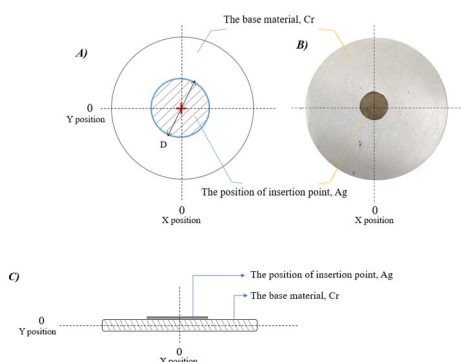 The base material, Cr
A)
B)
0
Y position
D
The position of insertion point, Ag
0
X position
0
X position
C)
The position of insertion point, Ag
The base material, Cr
0
Y position
0
X position